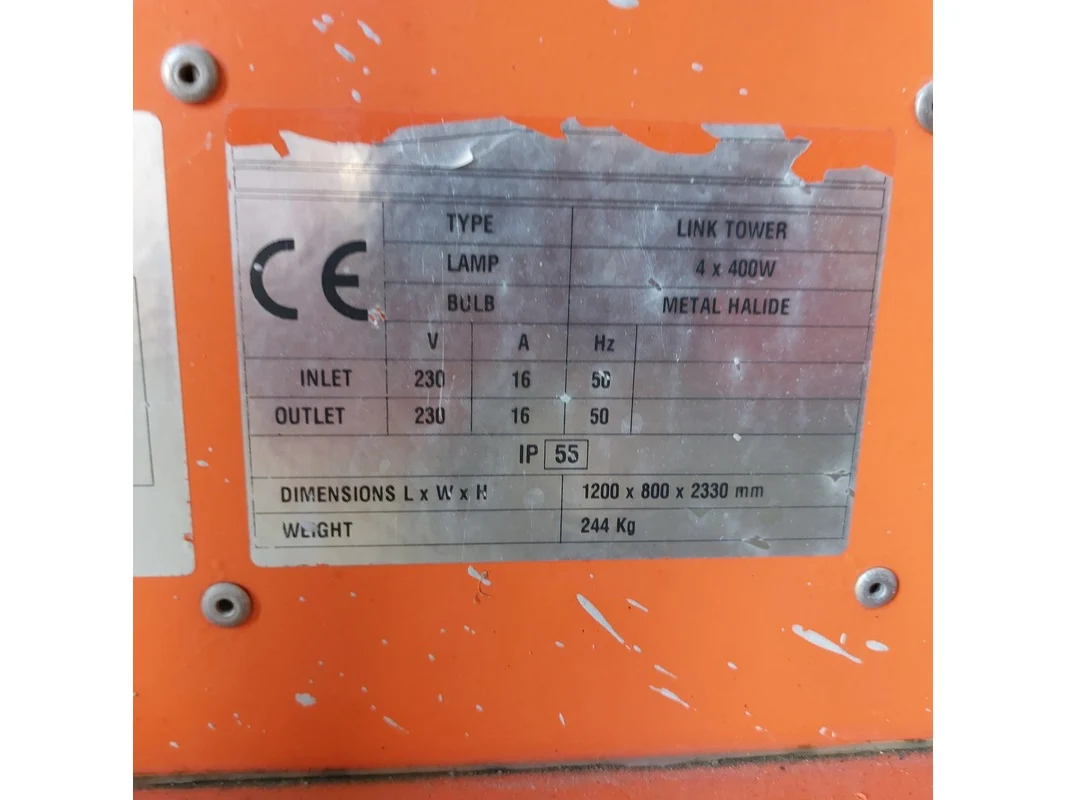 TYPE LINK TOWER
CE LAMP 4 x 400W
BULB METAL HALIDE
V A Hz
INLET 230 16 50
OUTLET 230 16 50
IP 55
DIMENSIONS L x W x H 1200 x 800 x 2330 mm
WEIGHT 244 Kg